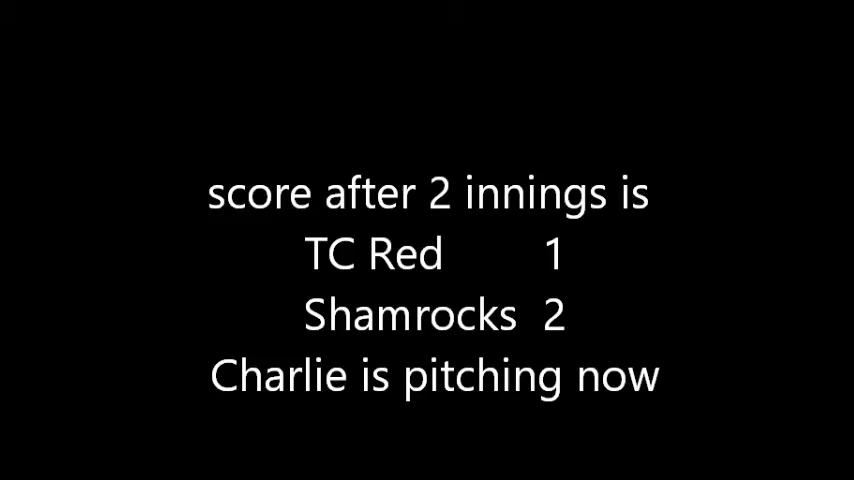 score after 2 innings is
TC Red 1
Shamrocks 2
Charlie is pitching now